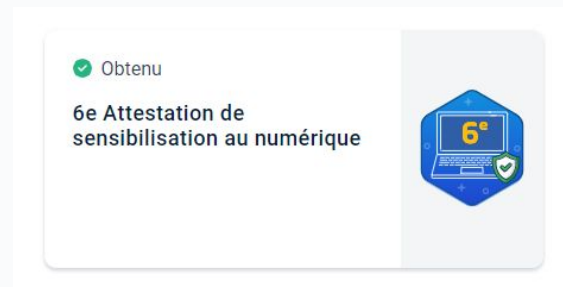 Obtenu
6e Attestation de
sensibilisation au numérique
6e